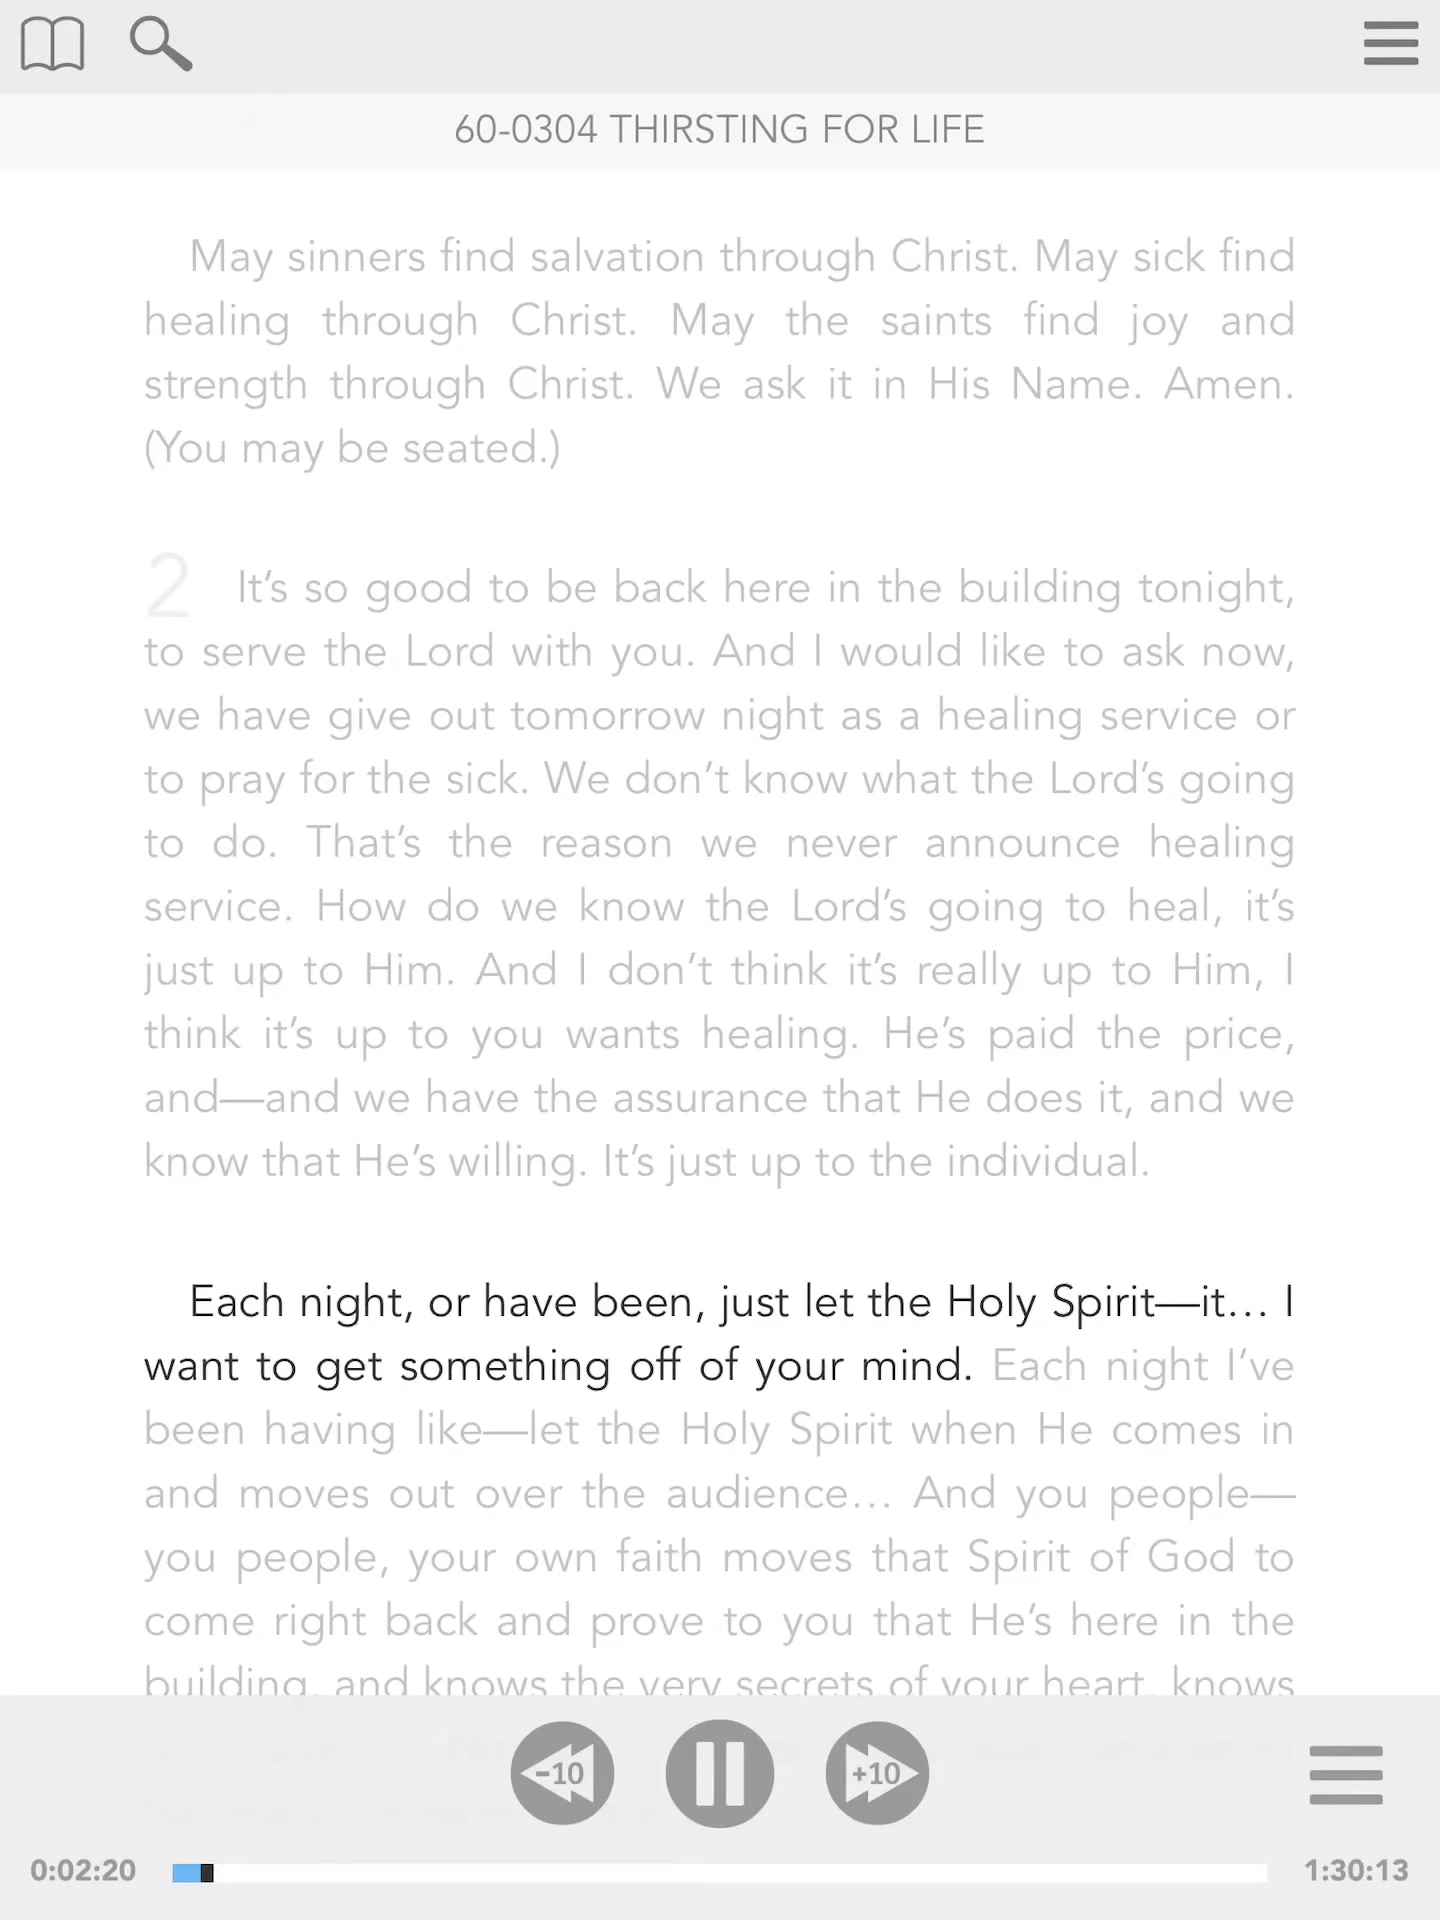 60-0304 THIRSTING FOR LIFE
May sinners find salvation through Christ. May sick find
healing through Christ. May the saints find joy and
strength through Christ. We ask it in His Name. Amen.
(You may be seated.)
2 It’s so good to be back here in the building tonight,
to serve the Lord with you. And I would like to ask now,
we have give out tomorrow night as a healing service or
to pray for the sick. We don’t know what the Lord’s going
to do. That’s the reason we never announce healing
service. How do we know the Lord’s going to heal, it’s
just up to Him. And I don’t think it’s really up to Him, I
think it’s up to you wants healing. He’s paid the price,
and—and we have the assurance that He does it, and we
know that He’s willing. It’s just up to the individual.
Each night, or have been, just let the Holy Spirit—it… I
want to get something off of your mind. Each night I’ve
been having like—let the Holy Spirit when He comes in
and moves out over the audience… And you people—
you people, your own faith moves that Spirit of God to
come right back and prove to you that He’s here in the
building, and knows the very secrets of your heart, knows
-10 +10
0:02:20 1:30:13